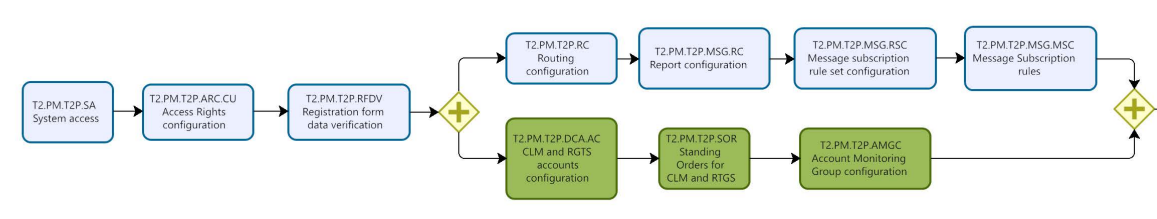 T2.PM.T2P.SA
System access
T2.PM.T2P.ARC.CU
Access Rights
configuration
T2.PM.T2P.RFDV
Registration form
data verification
T2.PM.T2P.RC
Routing
configuration
T2.PM.T2P.MSG.RC
Report configuration
T2.PM.T2P.MSG.RSC
Message subscription
rule set configuration
T2.PM.T2P.MSG.MSC
Message Subscription
rules
T2.PM.T2P.DCA.AC
CLM and RGTS
accounts
configuration
T2.PM.T2P.SOR
Standing
Orders for
CLM and RTGS
T2.PM.T2P.AMGC
Account Monitoring
Group configuration